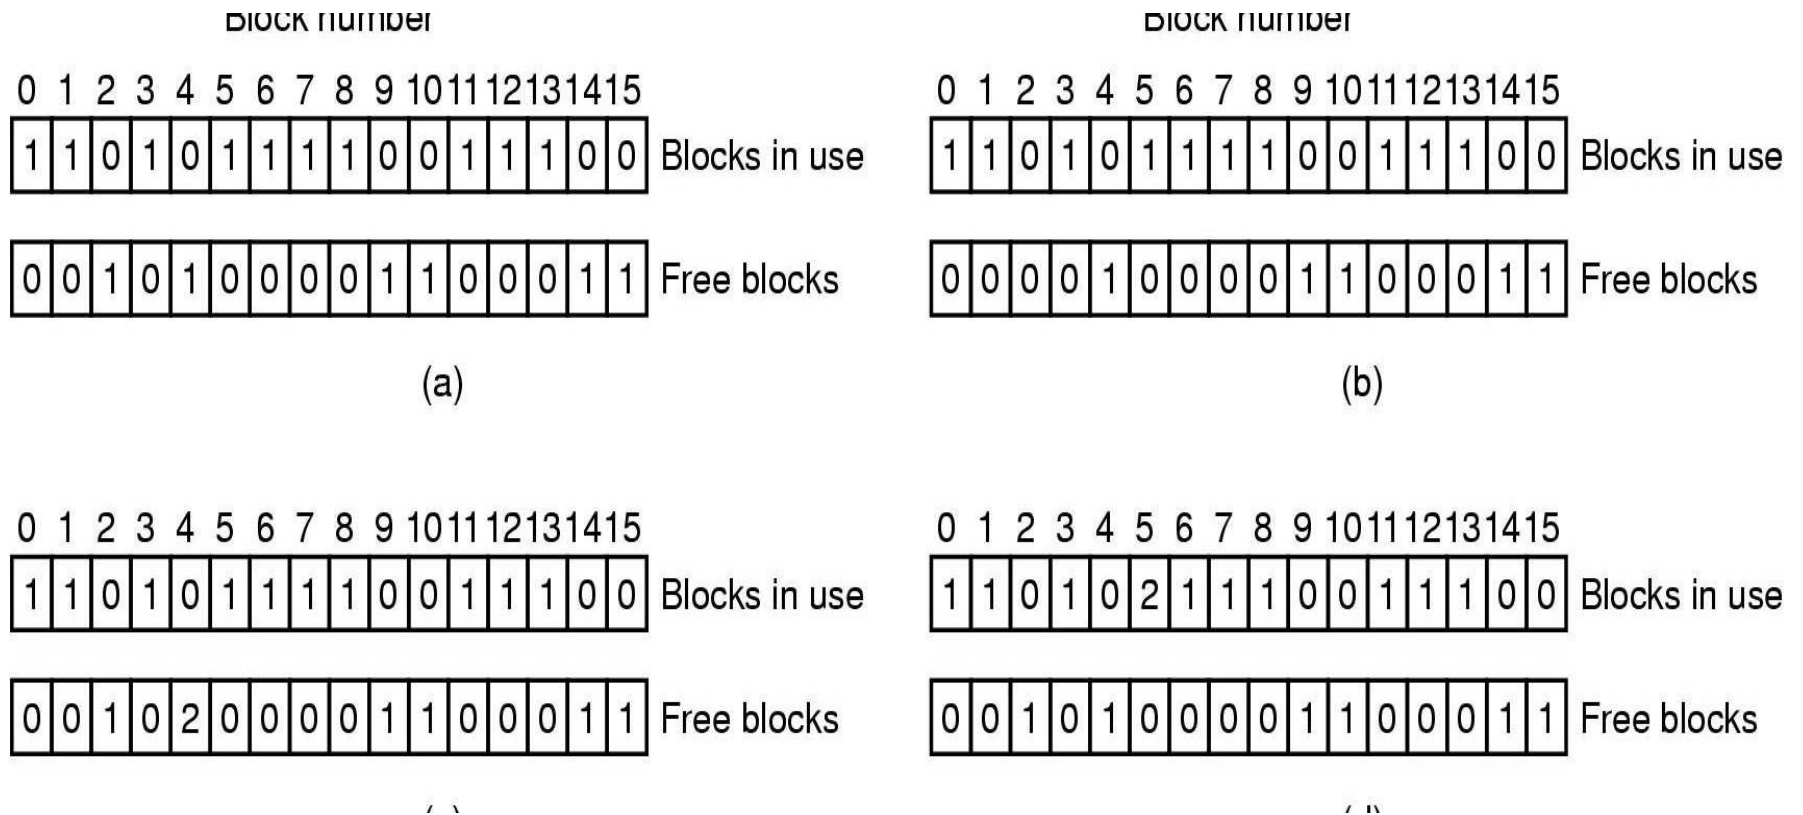 Block number
0 1 2 3 4 5 6 7 8 9 10 11 12 13 14 15
1 1 0 1 0 1 1 1 1 0 0 1 1 1 0 0 Blocks in use
0 0 1 0 1 0 0 0 0 1 1 0 0 0 1 1 Free blocks
(a)
Block number
0 1 2 3 4 5 6 7 8 9 10 11 12 13 14 15
1 1 0 1 0 1 1 1 1 0 0 1 1 1 0 0 Blocks in use
0 0 0 0 1 0 0 0 0 1 1 0 0 0 1 1 Free blocks
(b)
0 1 2 3 4 5 6 7 8 9 10 11 12 13 14 15
1 1 0 1 0 1 1 1 1 0 0 1 1 1 0 0 Blocks in use
0 0 1 0 2 0 0 0 0 1 1 0 0 0 1 1 Free blocks
0 1 2 3 4 5 6 7 8 9 10 11 12 13 14 15
1 1 0 1 0 2 1 1 1 0 0 1 1 1 0 0 Blocks in use
0 0 1 0 1 0 0 0 0 1 1 0 0 0 1 1 Free blocks